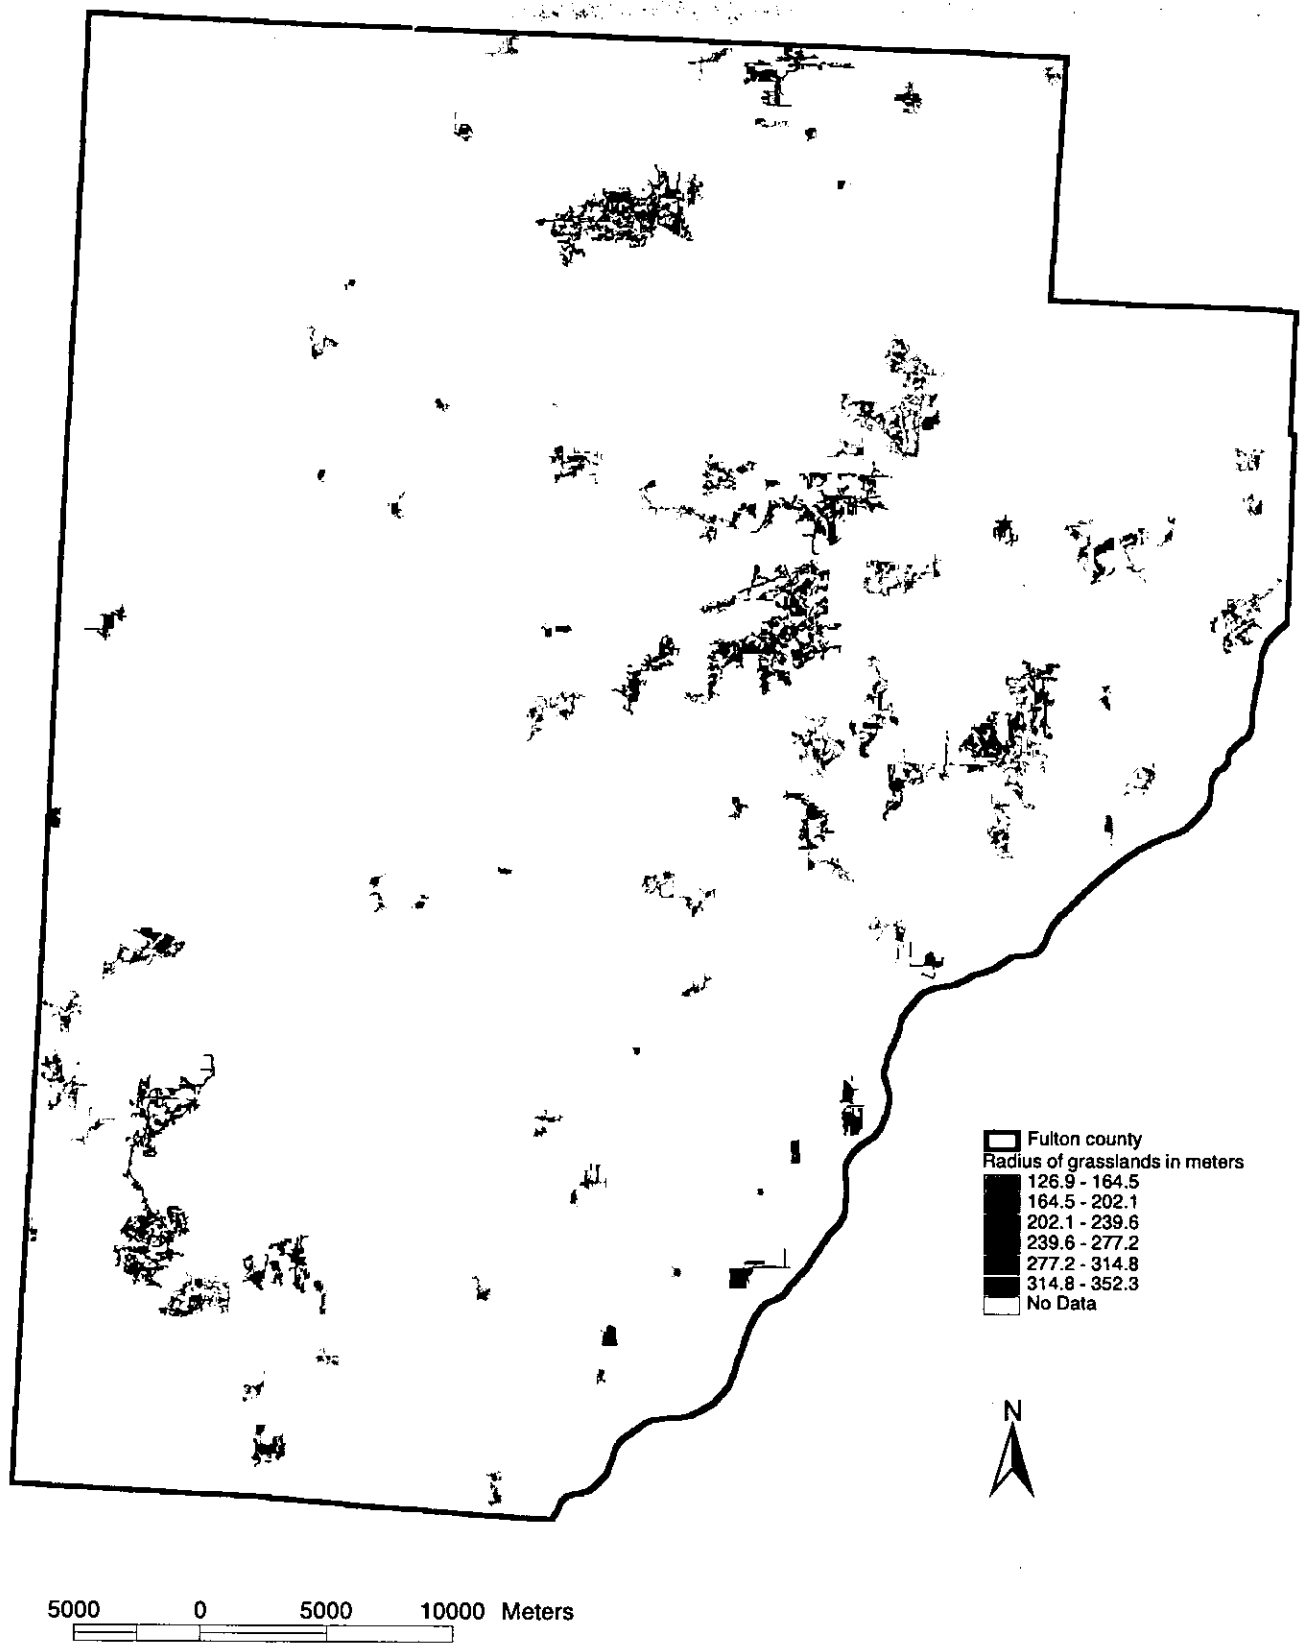 Fulton county
Radius of grasslands in meters
126.9 - 164.5
164.5 - 202.1
202.1 - 239.6
239.6 - 277.2
277.2 - 314.8
314.8 - 352.3
No Data
N
5000 0 5000 10000 Meters